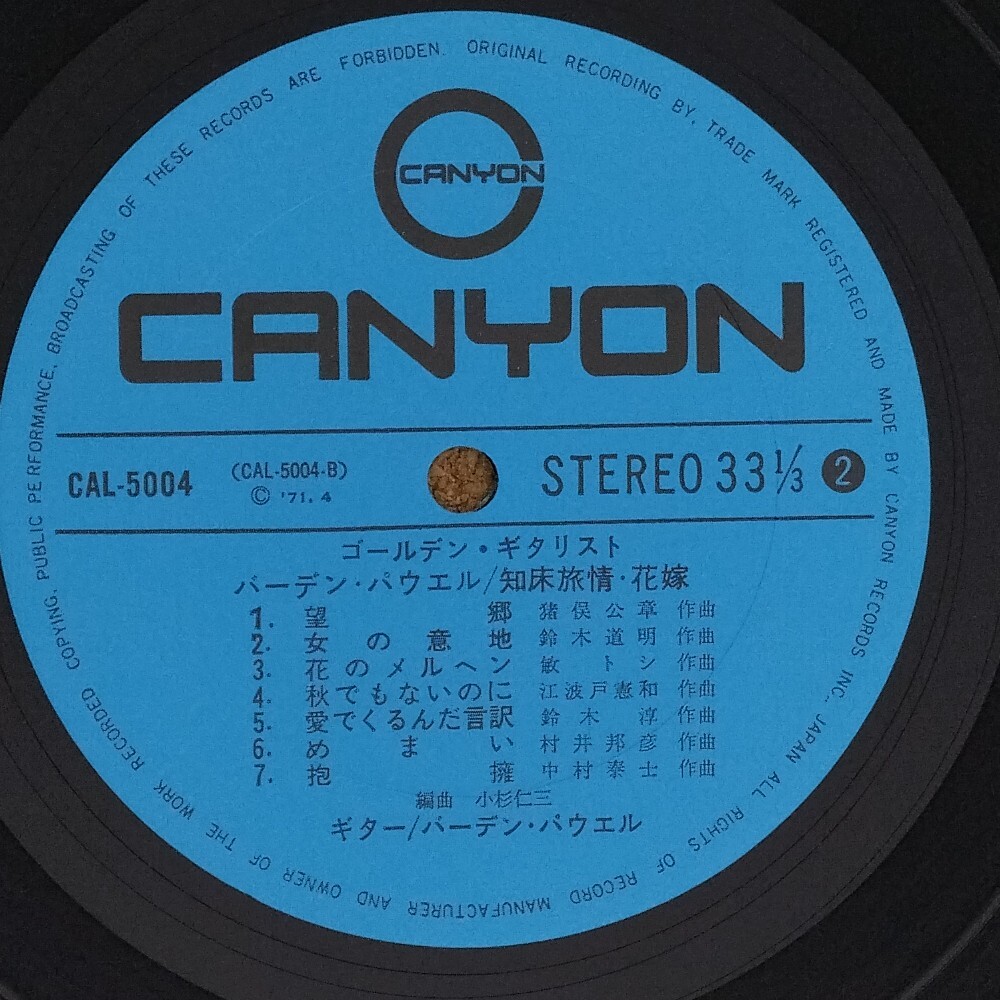 COPYING, PUBLIC PERFORMANCE, BROADCASTING OF THESE RECORDS ARE FORBIDDEN. ORIGINAL RECORDING BY, TRADE MARK REGISTERED AND MADE BY CANYON RECORDS INC., JAPAN ALL RIGHTS OF RECORD MANUFACTURER AND OWNER OF THE WORK RECORDED
CANYON
CANYON
CAL-5004
(CAL-5004-B)
© '71. 4
STEREO 33 1/3 2
ゴールデン・ギタリスト
バーデン・パウエル/知床旅情・花嫁
1. 望郷 猪俣公章 作曲
2. 女の意地 鈴木道明 作曲
3. 花のメルヘン 敏トシ 作曲
4. 秋でもないのに 江波戸憲和 作曲
5. 愛でくるんだ言訳 鈴木淳 作曲
6. めまい 村井邦彦 作曲
7. 抱擁 中村泰士 作曲
編曲 小杉仁三
ギター/バーデン・パウエル